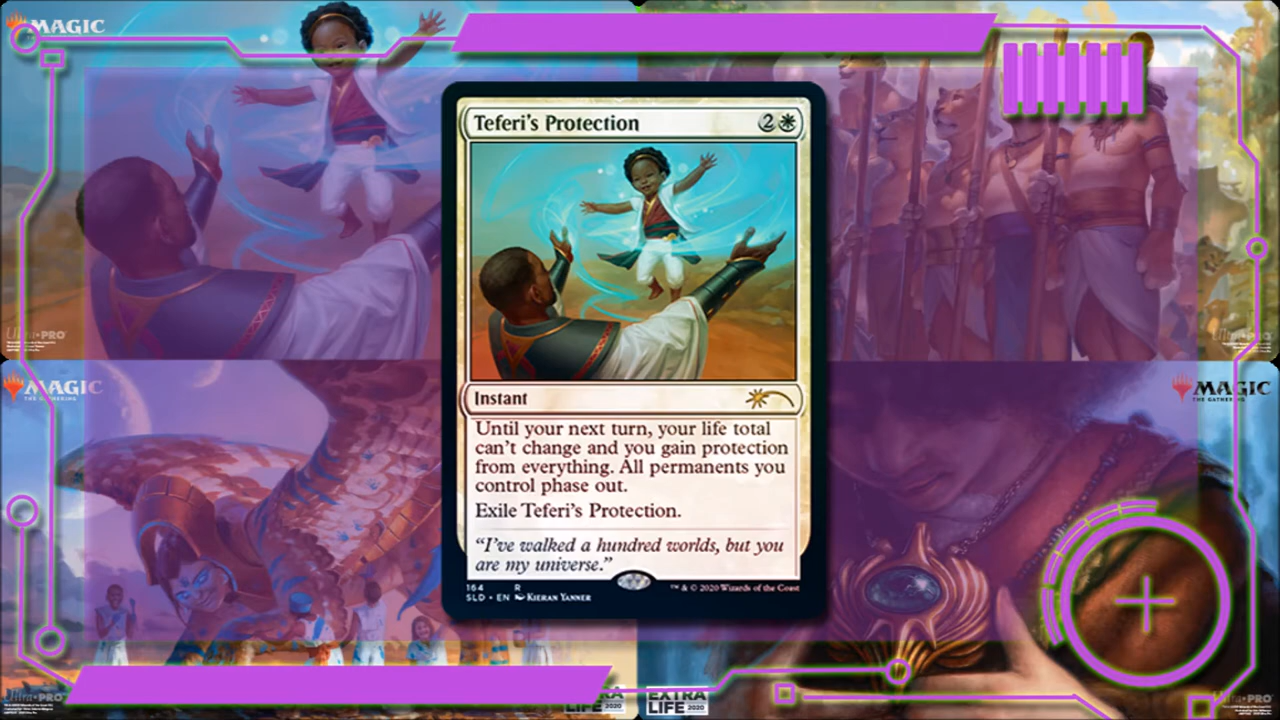 MAGIC
Teferi's Protection
2
Instant
Until your next turn, your life total
can't change and you gain protection
from everything. All permanents you
control phase out.
Exile Teferi's Protection.
"I've walked a hundred worlds, but you
are my universe."
164 R
SLD • EN KIERAN YANNER
™ & © 2020 Wizards of the Coast
Ultra•PRO
MAGIC
THE GATHERING
MAGIC
THE GATHERING
EXTRA
LIFE 2020